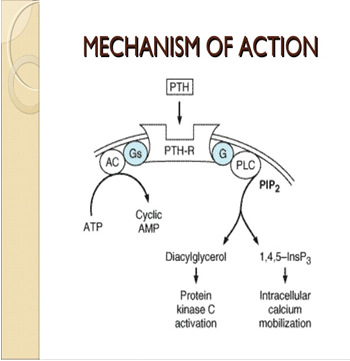 MECHANISM OF ACTION
PTH
AC
Gs
PTH-R
G
PLC
PIP2
ATP
Cyclic
AMP
Diacylglycerol
1,4,5–InsP3
Protein
kinase C
activation
Intracellular
calcium
mobilization